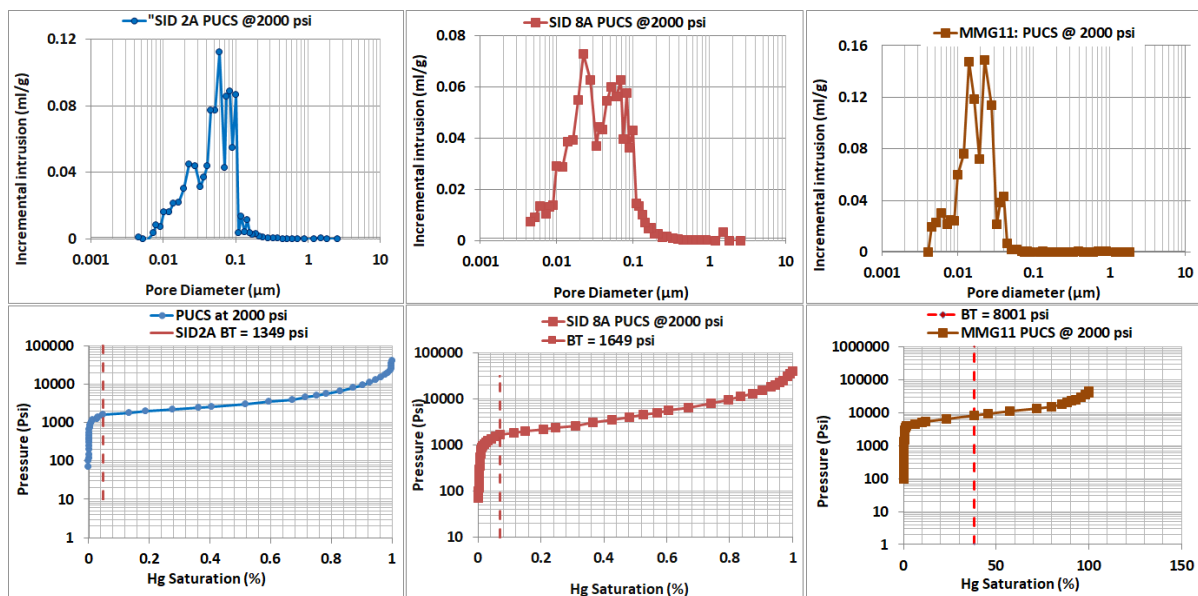 "SID 2A PUCS @2000 psi
Incremental intrusion (ml/g)
0.12
0.08
0.04
0
0.001 0.01 0.1 1 10
Pore Diameter (µm)
SID 8A PUCS @2000 psi
Incremental intrusion (ml/g)
0.08
0.06
0.04
0.02
0
0.001 0.01 0.1 1 10
Pore Diameter (µm)
MMG11: PUCS @ 2000 psi
Incremental intrusion (ml/g)
0.16
0.12
0.08
0.04
0
0.001 0.01 0.1 1 10
Pore diameter (µm)
PUCS at 2000 psi
SID2A BT = 1349 psi
Pressure (Psi)
100000
10000
1000
100
10
1
0 0.2 0.4 0.6 0.8 1
Hg Saturation (%)
SID 8A PUCS @2000 psi
BT = 1649 psi
Pressure (Psi)
100000
10000
1000
100
10
0 0.2 0.4 0.6 0.8 1
Hg Saturation (%)
BT = 8001 psi
MMG11 PUCS @ 2000 psi
Pressure (Psi)
1000000
100000
10000
1000
100
10
1
0 50 100 150
Hg Saturation (%)